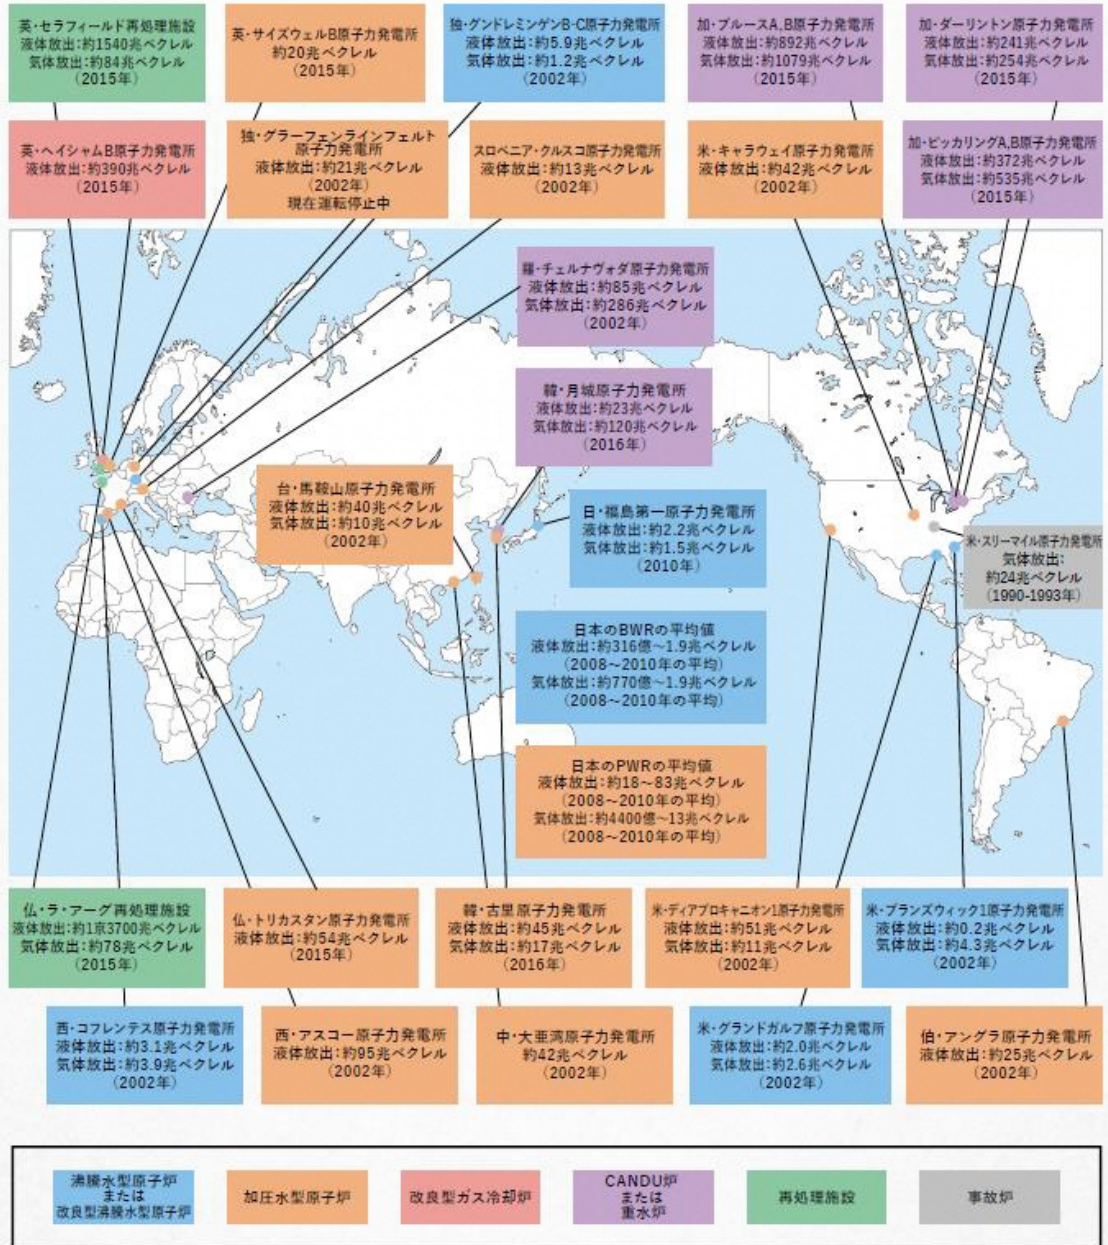 英・セラフィールド再処理施設
液体放出：約1540兆ベクレル
気体放出：約84兆ベクレル
（2015年）
英・サイズウェルB原子力発電所
約20兆ベクレル
（2015年）
独・グンドレミンゲンB-C原子力発電所
液体放出：約5.9兆ベクレル
気体放出：約1.2兆ベクレル
（2002年）
加・ブルースA,B原子力発電所
液体放出：約892兆ベクレル
気体放出：約1079兆ベクレル
（2015年）
加・ダーリントン原子力発電所
液体放出：約241兆ベクレル
気体放出：約254兆ベクレル
（2015年）
英・ヘイシャムB原子力発電所
液体放出：約390兆ベクレル
（2015年）
独・グラーフェンラインフェルト
原子力発電所
液体放出：約21兆ベクレル
（2002年）
現在運転停止中
スロベニア・クルスコ原子力発電所
液体放出：約13兆ベクレル
（2002年）
米・キャラウェイ原子力発電所
液体放出：約42兆ベクレル
（2002年）
加・ピッカリングA,B原子力発電所
液体放出：約372兆ベクレル
気体放出：約535兆ベクレル
（2015年）
羅・チェルナヴォダ原子力発電所
液体放出：約85兆ベクレル
気体放出：約286兆ベクレル
（2002年）
韓・月城原子力発電所
液体放出：約23兆ベクレル
気体放出：約120兆ベクレル
（2016年）
台・馬鞍山原子力発電所
液体放出：約40兆ベクレル
気体放出：約10兆ベクレル
（2002年）
日・福島第一原子力発電所
液体放出：約2.2兆ベクレル
気体放出：約1.5兆ベクレル
（2010年）
米・スリーマイル原子力発電所
気体放出：
約24兆ベクレル
（1990-1993年）
日本のBWRの平均値
液体放出：約316億～1.9兆ベクレル
（2008～2010年の平均）
気体放出：約770億～1.9兆ベクレル
（2008～2010年の平均）
日本のPWRの平均値
液体放出：約18～83兆ベクレル
（2008～2010年の平均）
気体放出：約4400億～13兆ベクレル
（2008～2010年の平均）
仏・ラ・アーグ再処理施設
液体放出：約1京3700兆ベクレル
気体放出：約78兆ベクレル
（2015年）
仏・トリカスタン原子力発電所
液体放出：約54兆ベクレル
（2015年）
韓・古里原子力発電所
液体放出：約45兆ベクレル
気体放出：約17兆ベクレル
（2016年）
米・ディアブロキャニオン1原子力発電所
液体放出：約51兆ベクレル
気体放出：約11兆ベクレル
（2002年）
米・ブランズウィック1原子力発電所
液体放出：約0.2兆ベクレル
気体放出：約4.3兆ベクレル
（2002年）
西・コフレンテス原子力発電所
液体放出：約3.1兆ベクレル
気体放出：約3.9兆ベクレル
（2002年）
西・アスコー原子力発電所
液体放出：約95兆ベクレル
（2002年）
中・大亜湾原子力発電所
約42兆ベクレル
（2002年）
米・グランドガルフ原子力発電所
液体放出：約2.0兆ベクレル
気体放出：約2.6兆ベクレル
（2002年）
伯・アングラ原子力発電所
液体放出：約25兆ベクレル
（2002年）
沸騰水型原子炉
または
改良型沸騰水型原子炉
加圧水型原子炉
改良型ガス冷却炉
CANDU炉
または
重水炉
再処理施設
事故炉